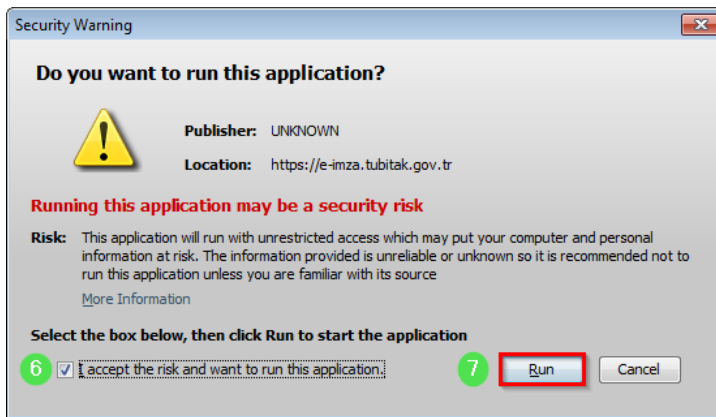 Security Warning
Do you want to run this application?
Publisher: UNKNOWN
Location: https://e-imza.tubitak.gov.tr
Running this application may be a security risk
Risk: This application will run with unrestricted access which may put your computer and personal
information at risk. The information provided is unreliable or unknown so it is recommended not to
run this application unless you are familiar with its source
More Information
Select the box below, then click Run to start the application
6 I accept the risk and want to run this application. 7 Run Cancel